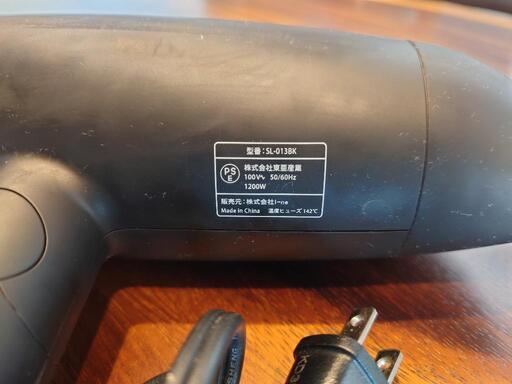 型番：SL-013BK
PS
E
株式会社東亜産業
100V∿ 50/60Hz
1200W
販売元：株式会社I-ne
Made in China 温度ヒューズ 142℃